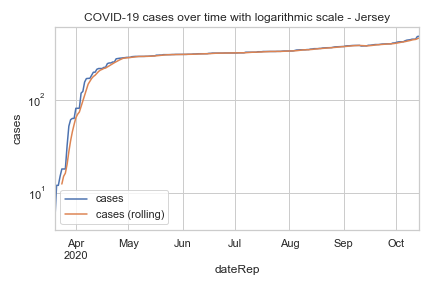 COVID-19 cases over time with logarithmic scale - Jersey
cases
10²
10¹
cases
cases (rolling)
Apr May Jun Jul Aug Sep Oct
2020
dateRep